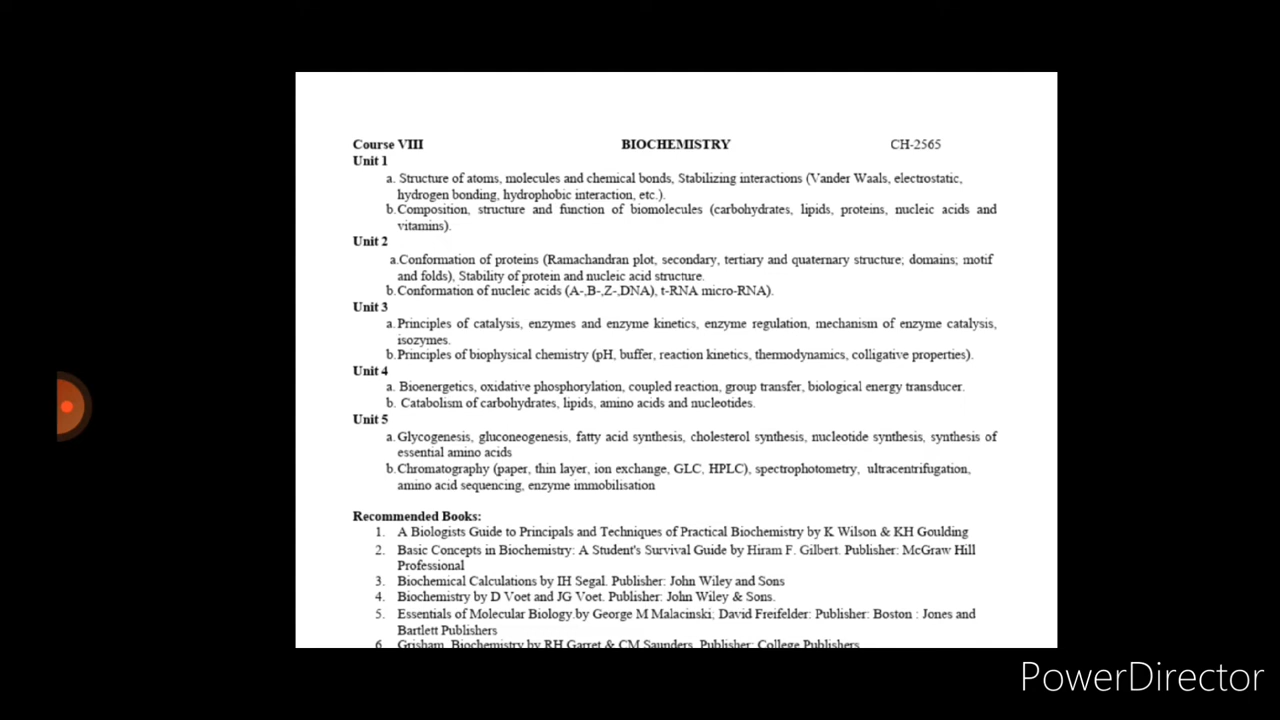 Course VIII BIOCHEMISTRY CH-2565
Unit 1
a. Structure of atoms, molecules and chemical bonds, Stabilizing interactions (Vander Waals, electrostatic,
hydrogen bonding, hydrophobic interaction, etc.).
b. Composition, structure and function of biomolecules (carbohydrates, lipids, proteins, nucleic acids and
vitamins).
Unit 2
a. Conformation of proteins (Ramachandran plot, secondary, tertiary and quaternary structure; domains; motif
and folds), Stability of protein and nucleic acid structure.
b. Conformation of nucleic acids (A-,B-,Z-,DNA), t-RNA micro-RNA).
Unit 3
a. Principles of catalysis, enzymes and enzyme kinetics, enzyme regulation, mechanism of enzyme catalysis,
isozymes.
b. Principles of biophysical chemistry (pH, buffer, reaction kinetics, thermodynamics, colligative properties).
Unit 4
a. Bioenergetics, oxidative phosphorylation, coupled reaction, group transfer, biological energy transducer.
b. Catabolism of carbohydrates, lipids, amino acids and nucleotides.
Unit 5
a. Glycogenesis, gluconeogenesis, fatty acid synthesis, cholesterol synthesis, nucleotide synthesis, synthesis of
essential amino acids
b. Chromatography (paper, thin layer, ion exchange, GLC, HPLC), spectrophotometry, ultracentrifugation,
amino acid sequencing, enzyme immobilisation
Recommended Books:
1. A Biologists Guide to Principals and Techniques of Practical Biochemistry by K Wilson & KH Goulding
2. Basic Concepts in Biochemistry: A Student's Survival Guide by Hiram F. Gilbert. Publisher: McGraw Hill
Professional
3. Biochemical Calculations by IH Segal. Publisher: John Wiley and Sons
4. Biochemistry by D Voet and JG Voet. Publisher: John Wiley & Sons.
5. Essentials of Molecular Biology by George M Malacinski, David Freifelder: Publisher: Boston : Jones and
Bartlett Publishers
6. Grisham, Biochemistry by RH Garret & CM Saunders. Publisher: College Publishers
PowerDirector